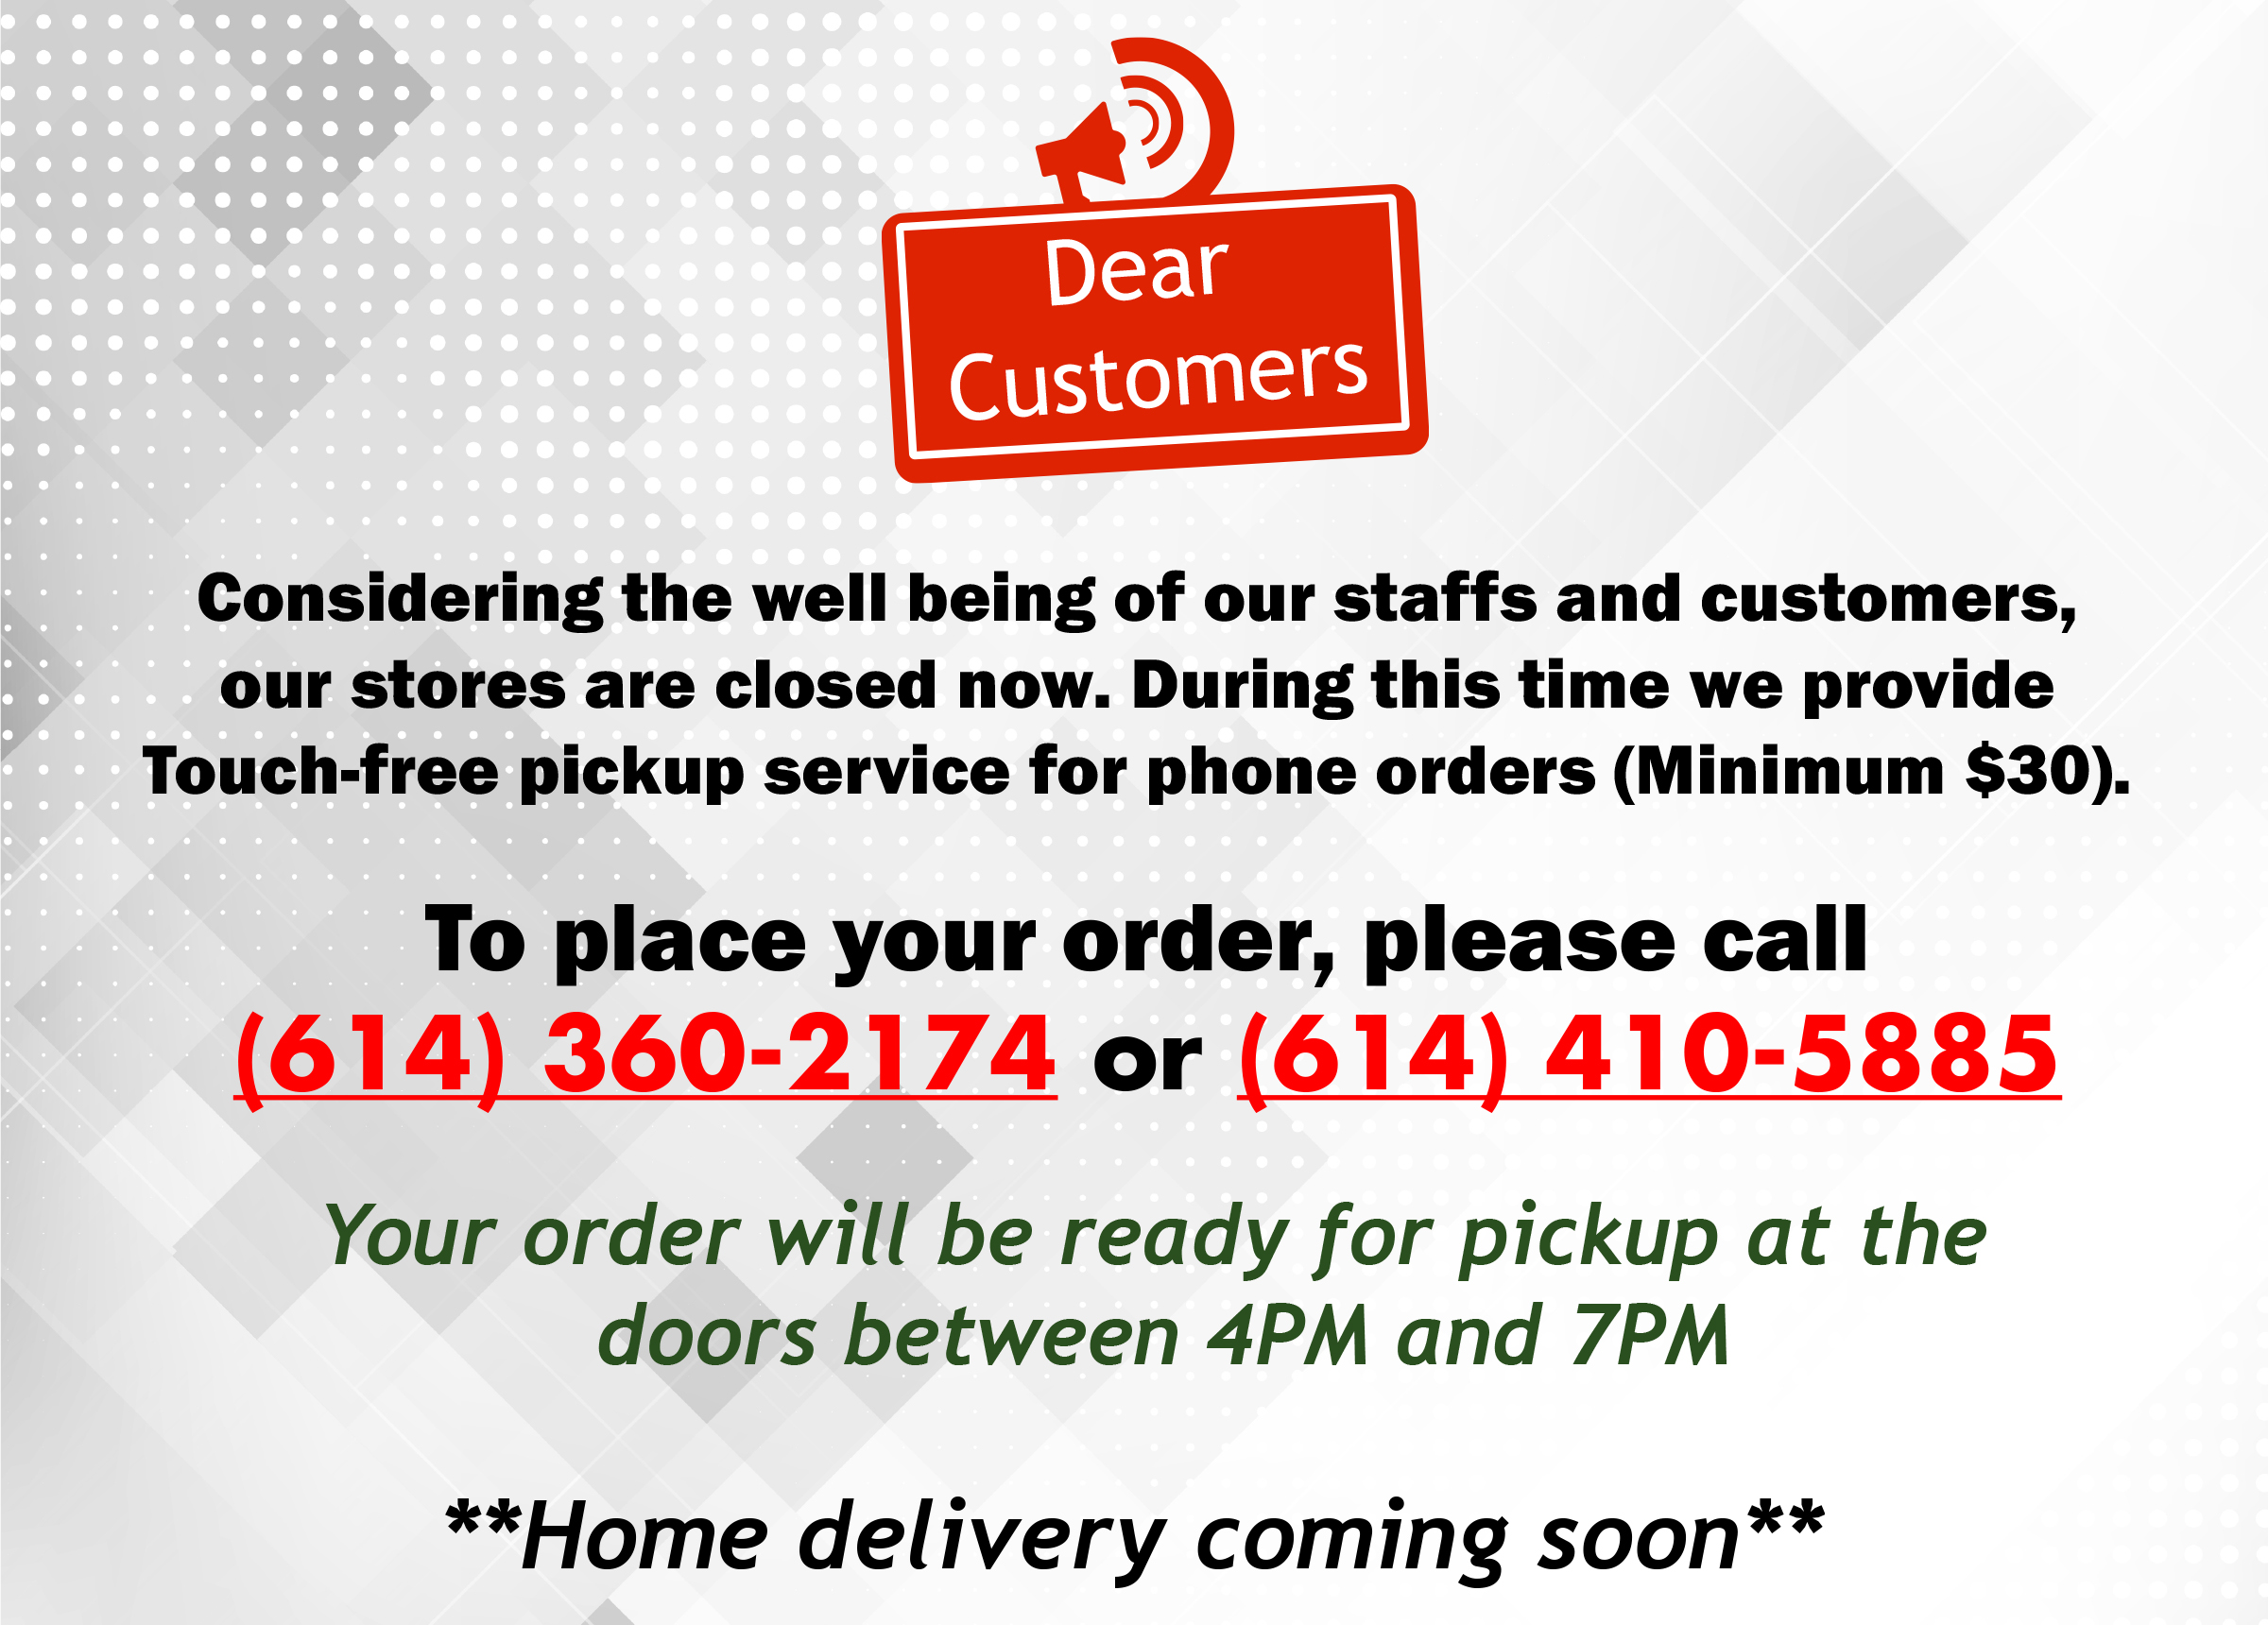 Dear
Customers
Considering the well being of our staffs and customers,
our stores are closed now. During this time we provide
Touch-free pickup service for phone orders (Minimum $30).
To place your order, please call
(614) 360-2174 or (614) 410-5885
Your order will be ready for pickup at the
doors between 4PM and 7PM
**Home delivery coming soon**